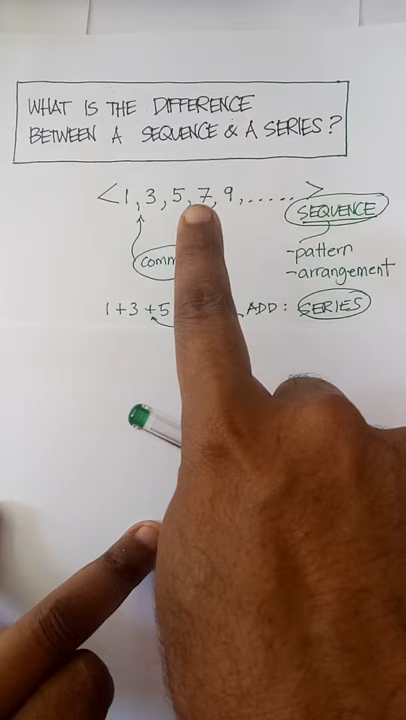 WHAT IS THE DIFFERENCE
BETWEEN A SEQUENCE & A SERIES?
<1, 3, 5, 7, 9, ......>
SEQUENCE
-pattern
-arrangement
1+3+5
ADD: SERIES